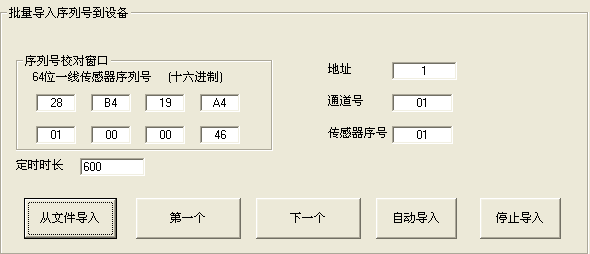 批量导入序列号到设备
序列号校对窗口
64位一线传感器序列号 (十六进制)
28 B4 19 A4
01 00 00 46
地址 1
通道号 01
传感器序号 01
定时时长 600
从文件导入 第一个 下一个 自动导入 停止导入